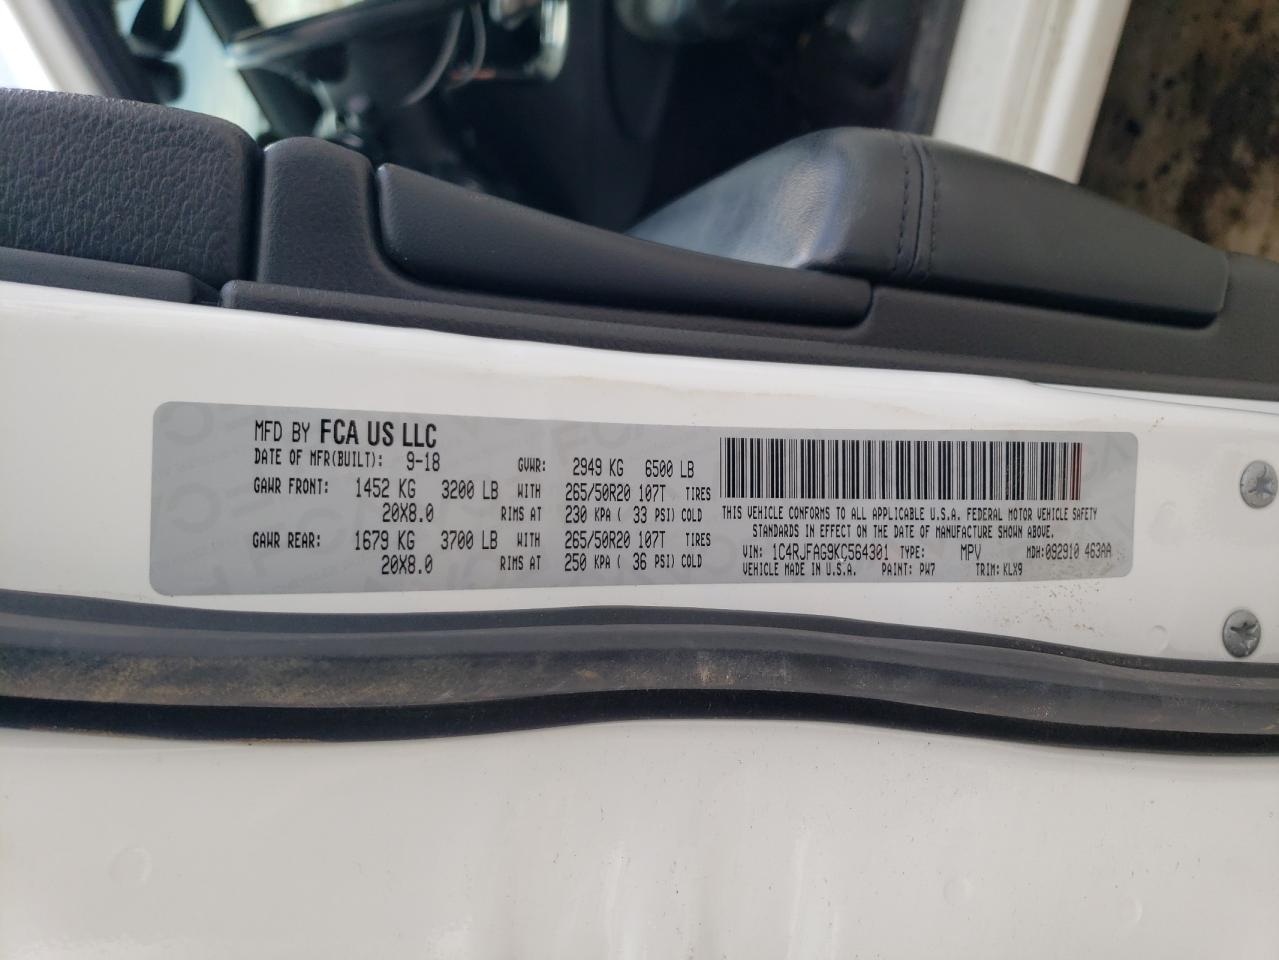 MFD BY FCA US LLC
DATE OF MFR(BUILT): 9-18 GVWR: 2949 KG 6500 LB
GAWR FRONT: 1452 KG 3200 LB WITH 265/50R20 107T TIRES
20X8.0 RIMS AT 230 KPA ( 33 PSI) COLD
GAWR REAR: 1679 KG 3700 LB WITH 265/50R20 107T TIRES
20X8.0 RIMS AT 250 KPA ( 36 PSI) COLD
THIS VEHICLE CONFORMS TO ALL APPLICABLE U.S.A. FEDERAL MOTOR VEHICLE SAFETY
STANDARDS IN EFFECT ON THE DATE OF MANUFACTURE SHOWN ABOVE.
VIN: 1C4RJFAG9KC564301 TYPE: MPV MDH:092910 463AA
VEHICLE MADE IN U.S.A. PAINT: PW7 TRIM: KLX9